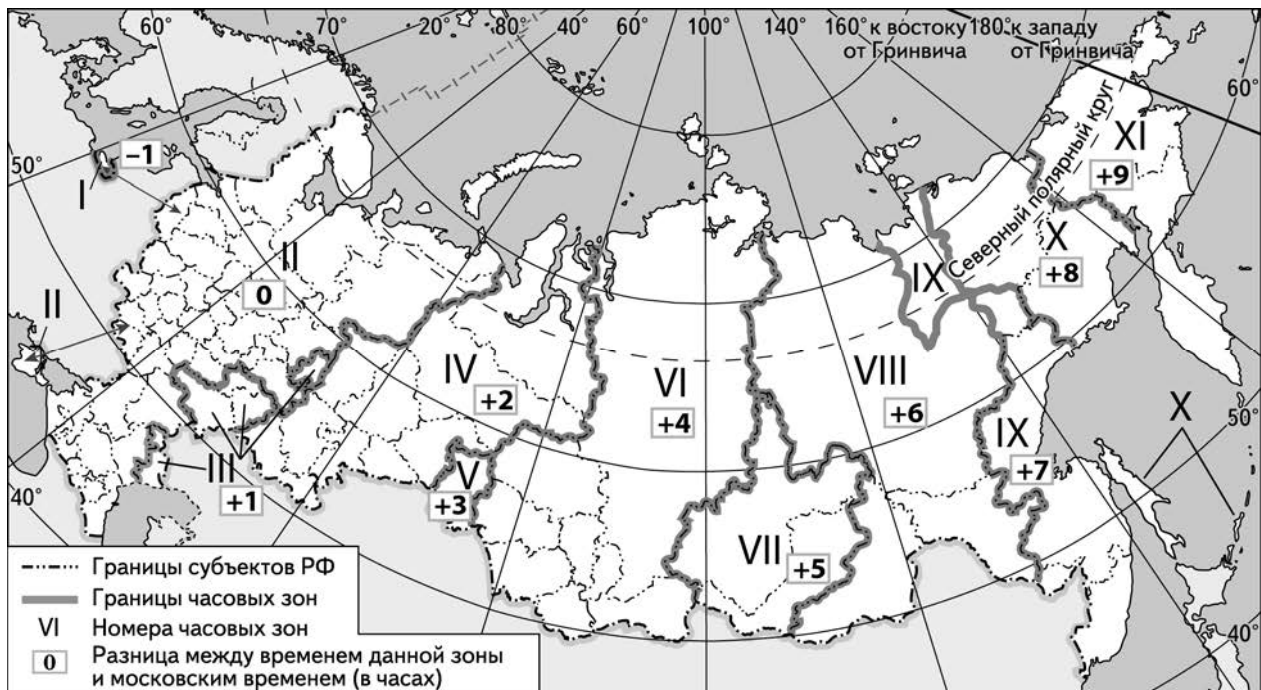 60° 70° 20° 40° 60° 100° 140° 160° к востоку 180° к западу
от Гринвича от Гринвича
60°
50°
–1
I
Северный полярный круг
XI
+9
II
0
X
+8
IX
II
IV
+2
VI
+4
VIII
+6
X
50°
IX
+7
III
+1
V
+3
40°
VII
+5
40°
Границы субъектов РФ
Границы часовых зон
VI Номера часовых зон
0 Разница между временем данной зоны
и московским временем (в часах)